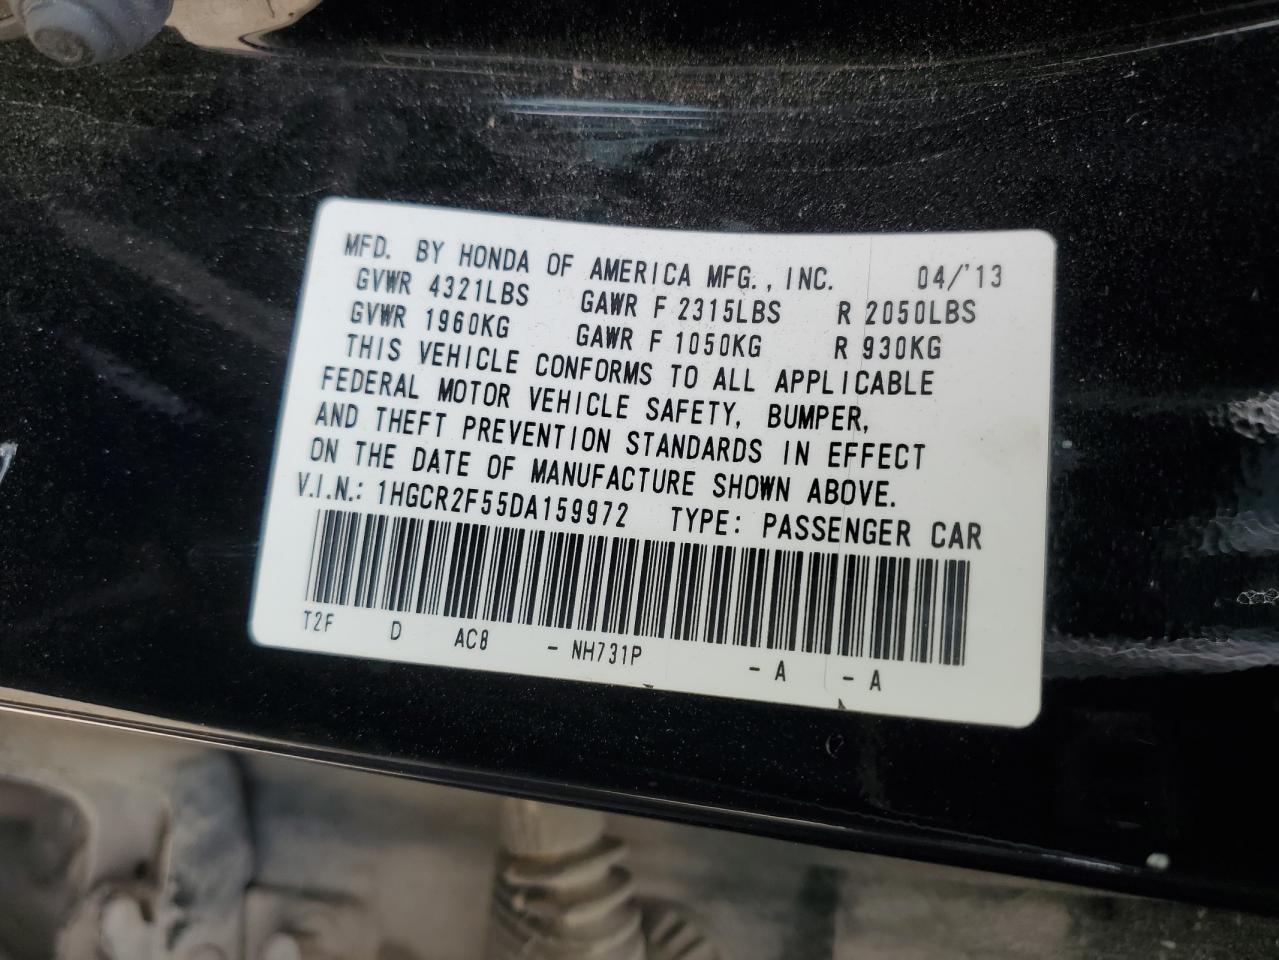 MFD. BY HONDA OF AMERICA MFG., INC. 04/'13
GVWR 4321LBS GAWR F 2315LBS R 2050LBS
GVWR 1960KG GAWR F 1050KG R 930KG
THIS VEHICLE CONFORMS TO ALL APPLICABLE
FEDERAL MOTOR VEHICLE SAFETY, BUMPER,
AND THEFT PREVENTION STANDARDS IN EFFECT
ON THE DATE OF MANUFACTURE SHOWN ABOVE.
V.I.N.: 1HGCR2F55DA159972 TYPE: PASSENGER CAR
T2F D AC8 - NH731P - A - A